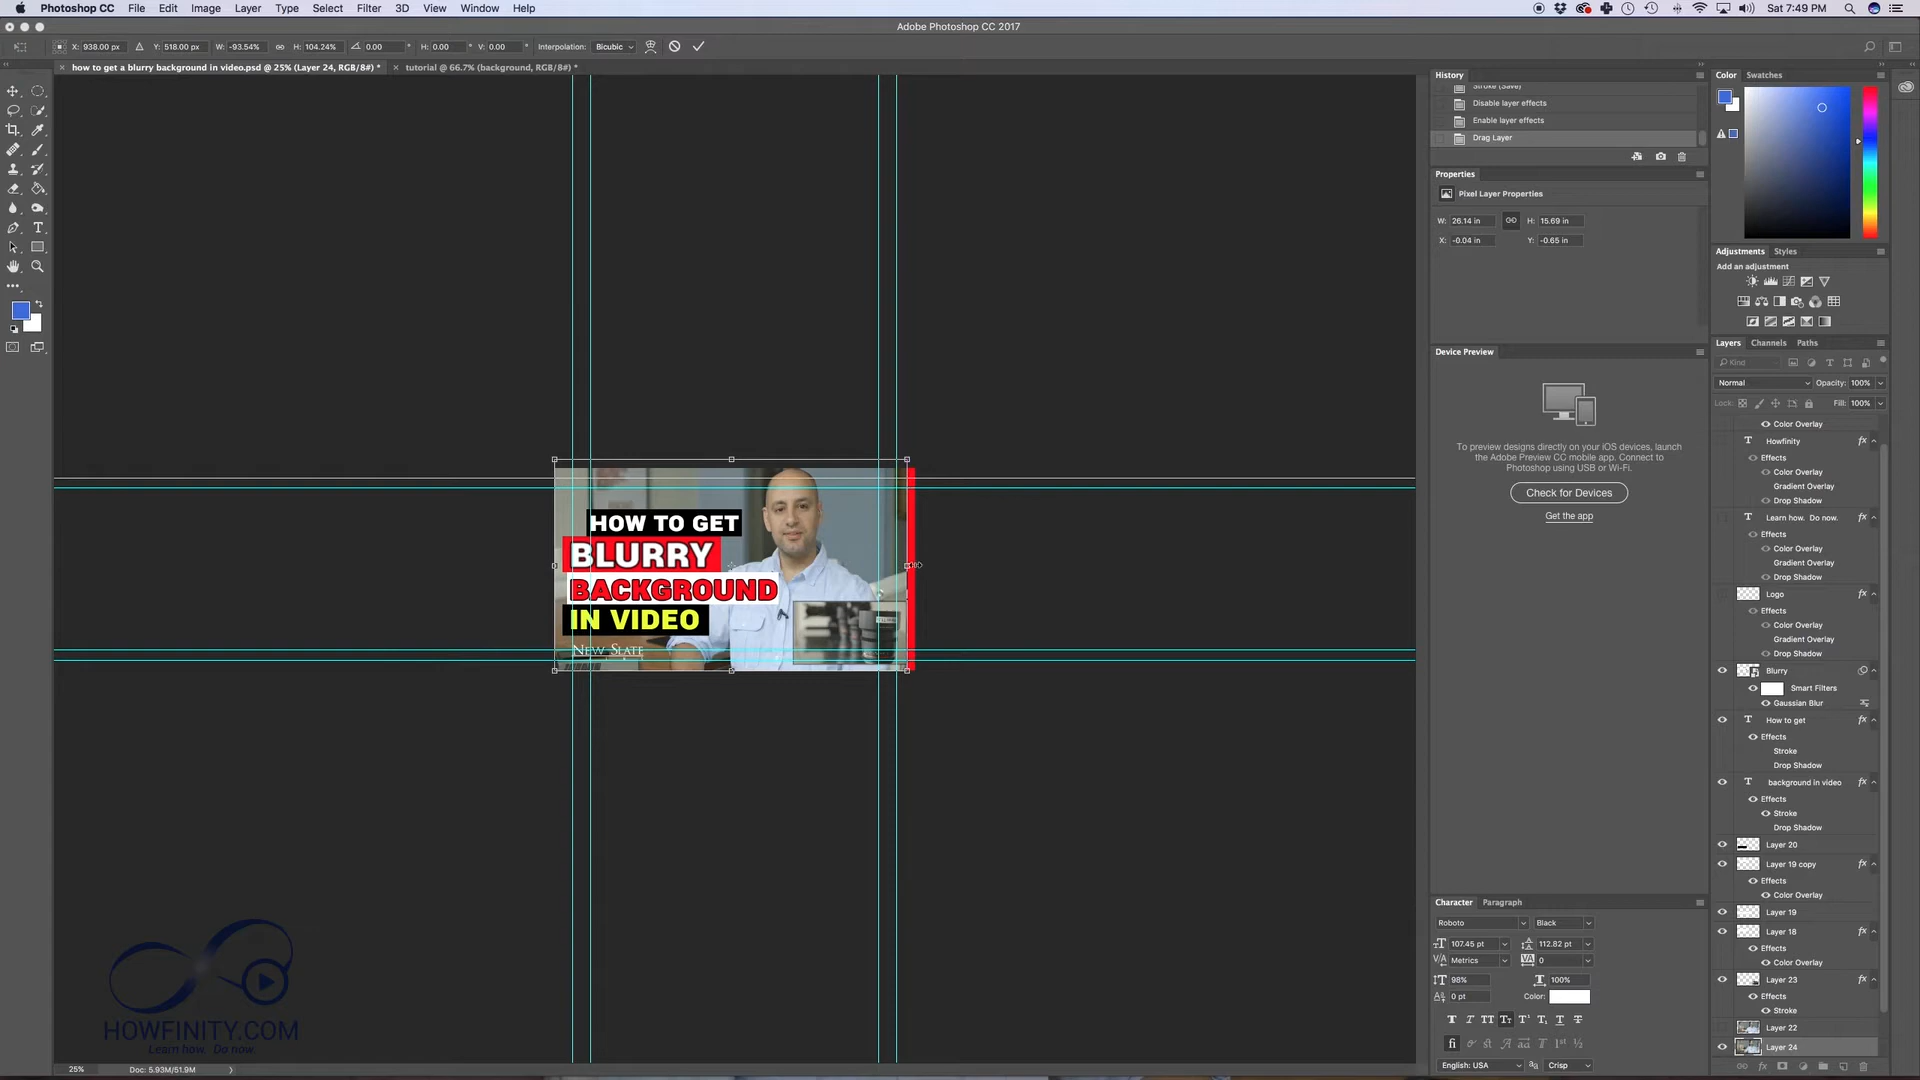 Photoshop CC File Edit Image Layer Type Select Filter 3D View Window Help
Sat 7:49 PM
Adobe Photoshop CC 2017
X: 938.00 px Y: 518.00 px W: -93.54% H: 104.24% 0.00 ° H: 0.00 ° V: 0.00 ° Interpolation: Bicubic
how to get a blurry background in video.psd @ 25% (Layer 24, RGB/8#) *
tutorial @ 66.7% (background, RGB/8#) *
HOW TO GET
BLURRY
BACKGROUND
IN VIDEO
NEW SLATE
HOWFINITY.COM
Learn how. Do now.
25% Doc: 5.93M/51.9M
History
Stroke (Save)
Disable layer effects
Enable layer effects
Drag Layer
Properties
Pixel Layer Properties
W: 26.14 in H: 15.69 in
X: -0.04 in Y: -0.65 in
Device Preview
To preview designs directly on your iOS devices, launch
the Adobe Preview CC mobile app. Connect to
Photoshop using USB or Wi-Fi.
Check for Devices
Get the app
Character Paragraph
Roboto Black
107.45 pt 112.82 pt
Metrics 0
98% 100%
0 pt Color:
English: USA Crisp
Color Swatches
Adjustments Styles
Add an adjustment
Layers Channels Paths
Kind
Normal Opacity: 100%
Lock: Fill: 100%
Color Overlay
Howfinity
Effects
Color Overlay
Gradient Overlay
Drop Shadow
Learn how. Do now.
Effects
Color Overlay
Gradient Overlay
Drop Shadow
Logo
Effects
Color Overlay
Gradient Overlay
Drop Shadow
Blurry
Smart Filters
Gaussian Blur
How to get
Effects
Stroke
Drop Shadow
background in video
Effects
Stroke
Drop Shadow
Layer 20
Layer 19 copy
Effects
Color Overlay
Layer 19
Layer 18
Effects
Color Overlay
Layer 23
Effects
Stroke
Layer 22
Layer 24